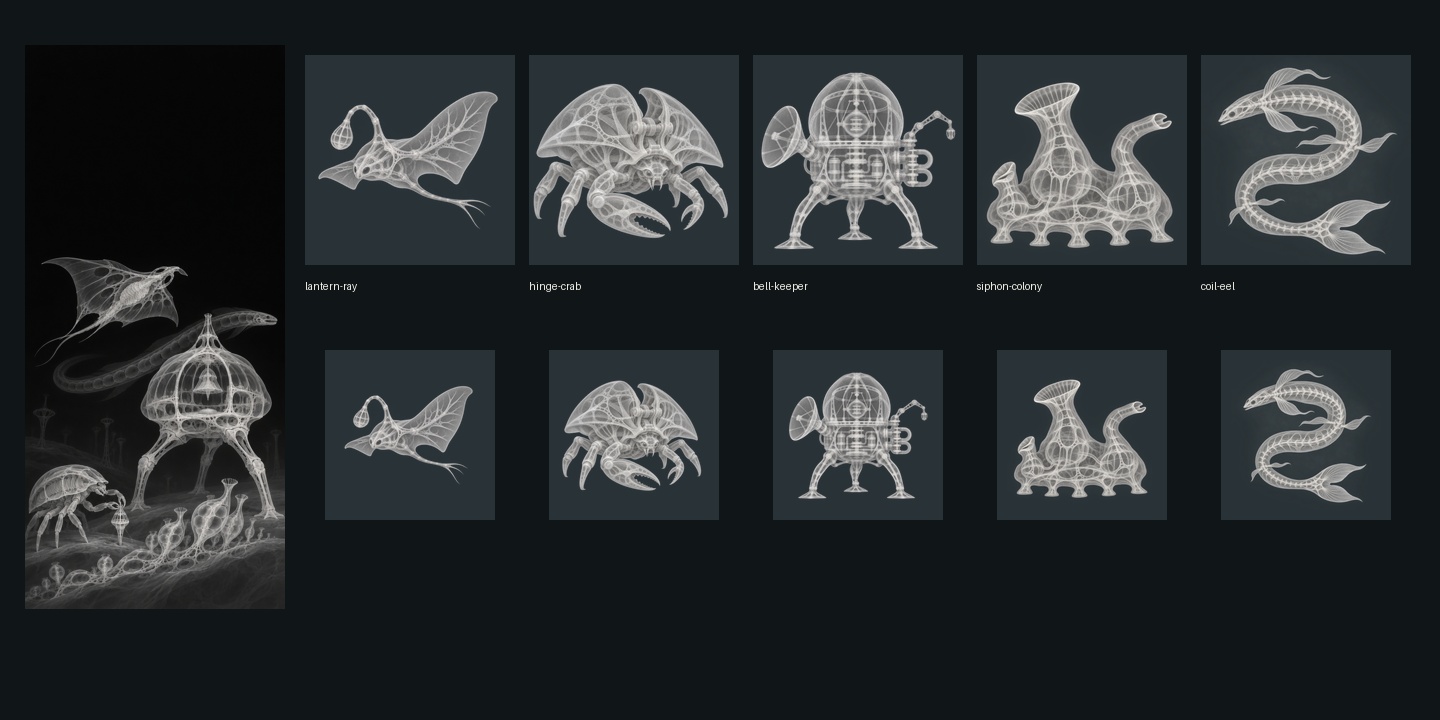 lantern-ray
hinge-crab
bell-keeper
siphon-colony
coil-eel